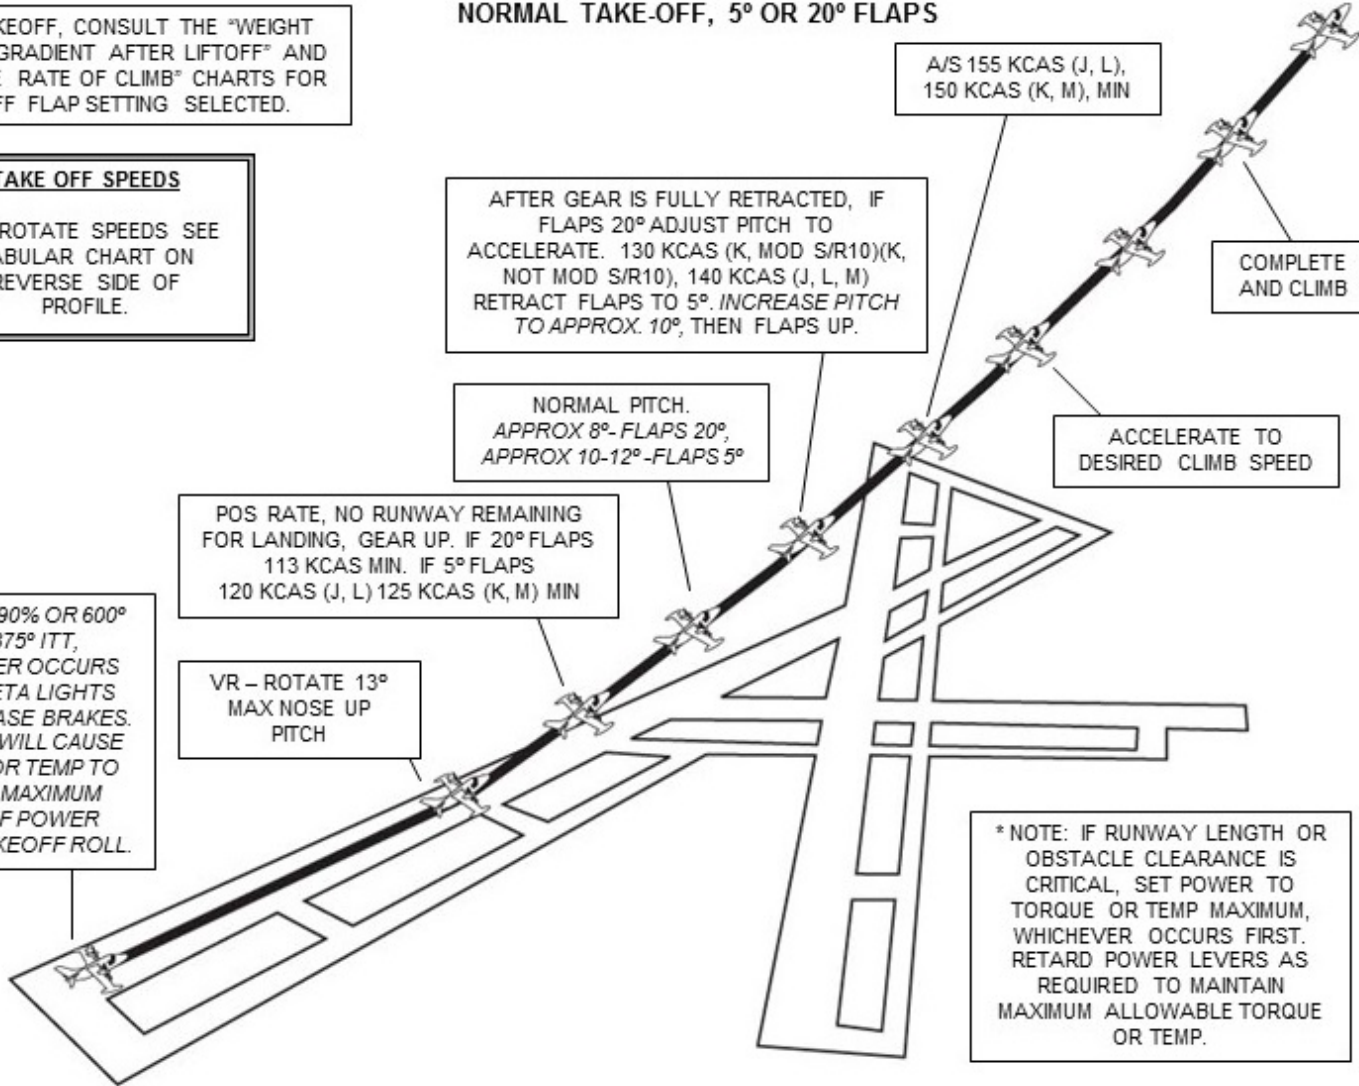 NORMAL TAKE-OFF, 5º OR 20º FLAPS
CONSULT THE "WEIGHT
GRADIENT AFTER LIFTOFF" AND
RATE OF CLIMB" CHARTS FOR
FLAP SETTING SELECTED.
TAKE OFF SPEEDS
ROTATE SPEEDS SEE
CHART ON
REVERSE SIDE OF
PROFILE.
A/S 155 KCAS (J, L),
150 KCAS (K, M), MIN
AFTER GEAR IS FULLY RETRACTED, IF
FLAPS 20º ADJUST PITCH TO
ACCELERATE. 130 KCAS (K, MOD S/R10)(K,
NOT MOD S/R10), 140 KCAS (J, L, M)
RETRACT FLAPS TO 5º. INCREASE PITCH
TO APPROX. 10º, THEN FLAPS UP.
COMPLETE
AND CLIMB
NORMAL PITCH.
APPROX 8º- FLAPS 20º,
APPROX 10-12º -FLAPS 5º
ACCELERATE TO
DESIRED CLIMB SPEED
POS RATE, NO RUNWAY REMAINING
FOR LANDING, GEAR UP. IF 20º FLAPS
113 KCAS MIN. IF 5º FLAPS
120 KCAS (J, L) 125 KCAS (K, M) MIN
90% OR 600º
875º ITT,
OCCURS
LIGHTS
BRAKES.
WILL CAUSE
OR TEMP TO
MAXIMUM
POWER
ROLL.
VR – ROTATE 13º
MAX NOSE UP
PITCH
* NOTE: IF RUNWAY LENGTH OR
OBSTACLE CLEARANCE IS
CRITICAL, SET POWER TO
TORQUE OR TEMP MAXIMUM,
WHICHEVER OCCURS FIRST.
RETARD POWER LEVERS AS
REQUIRED TO MAINTAIN
MAXIMUM ALLOWABLE TORQUE
OR TEMP.